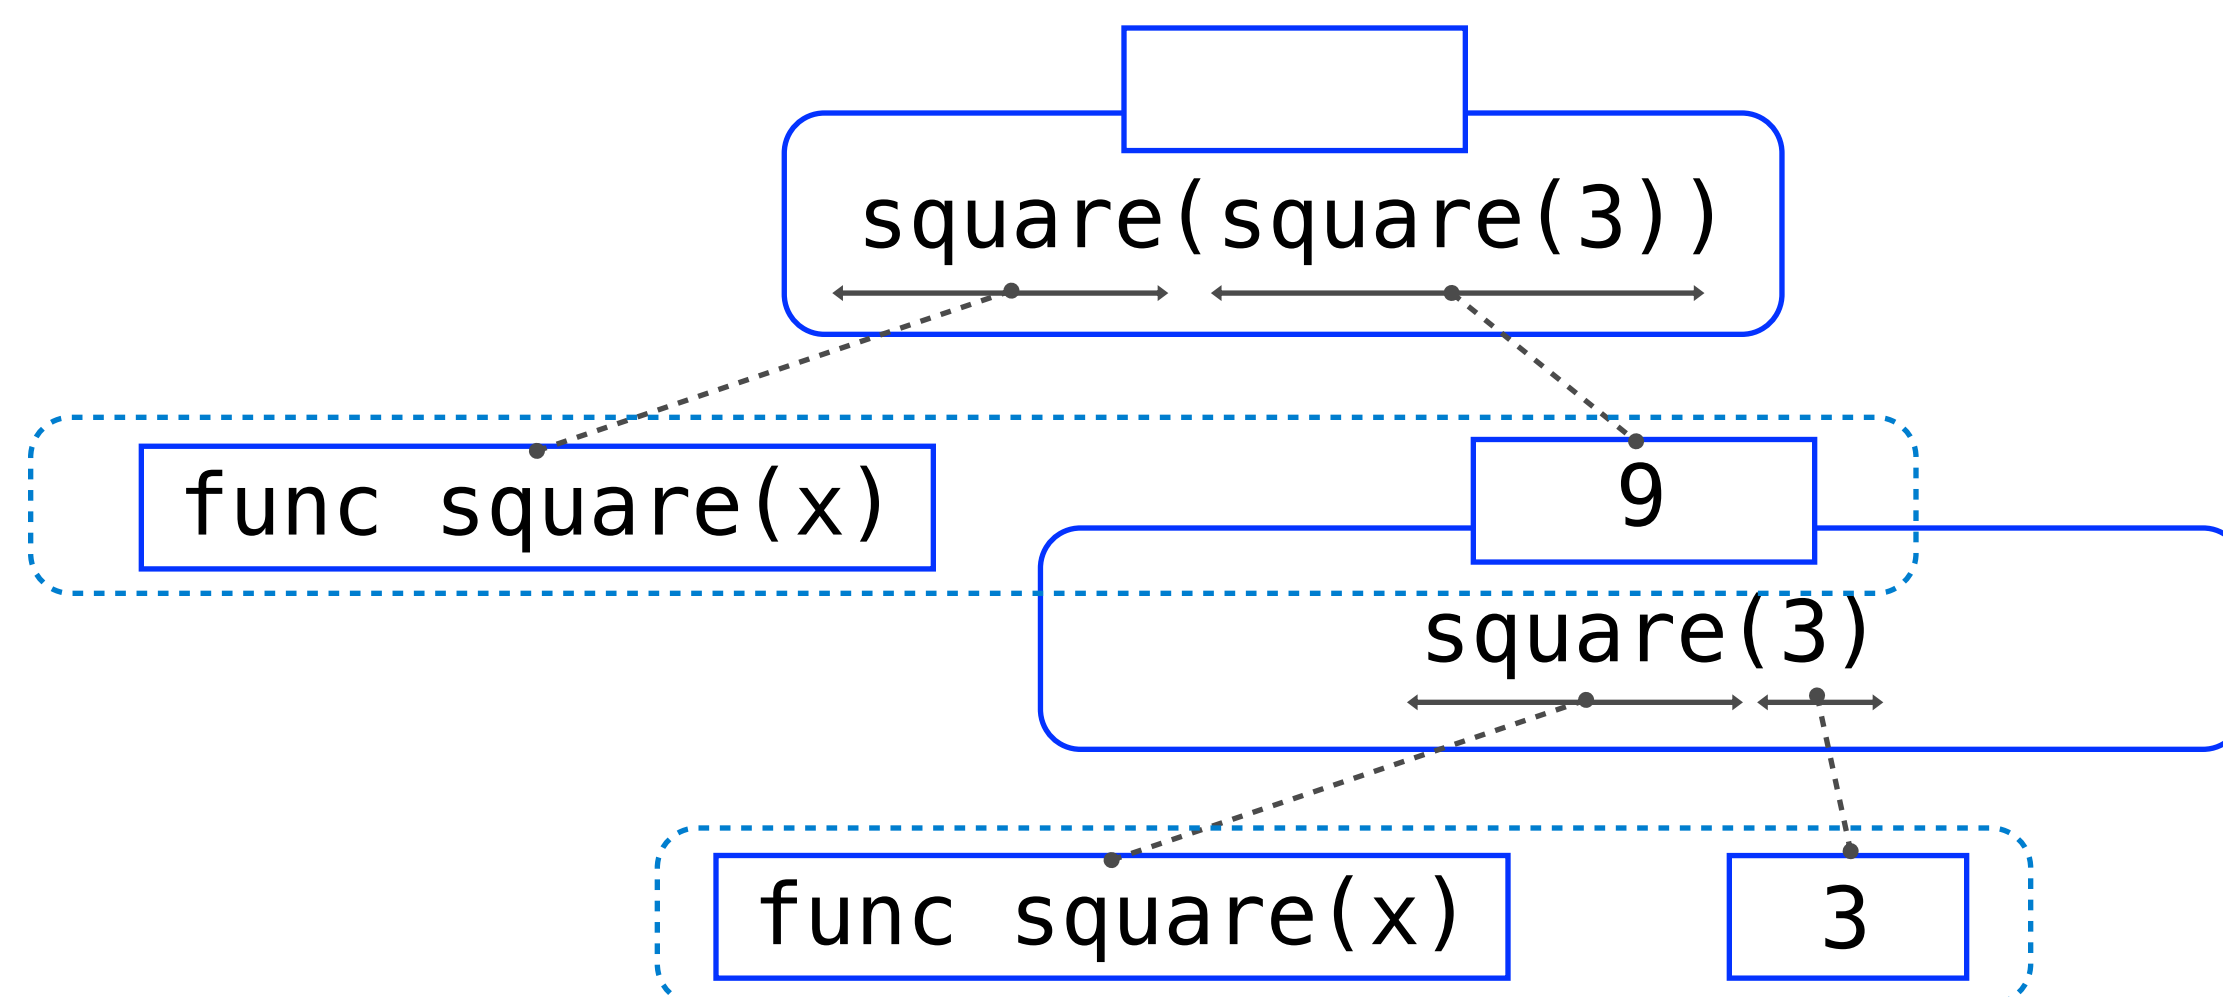 square(square(3))
func square(x)
9
square(3)
func square(x)
3